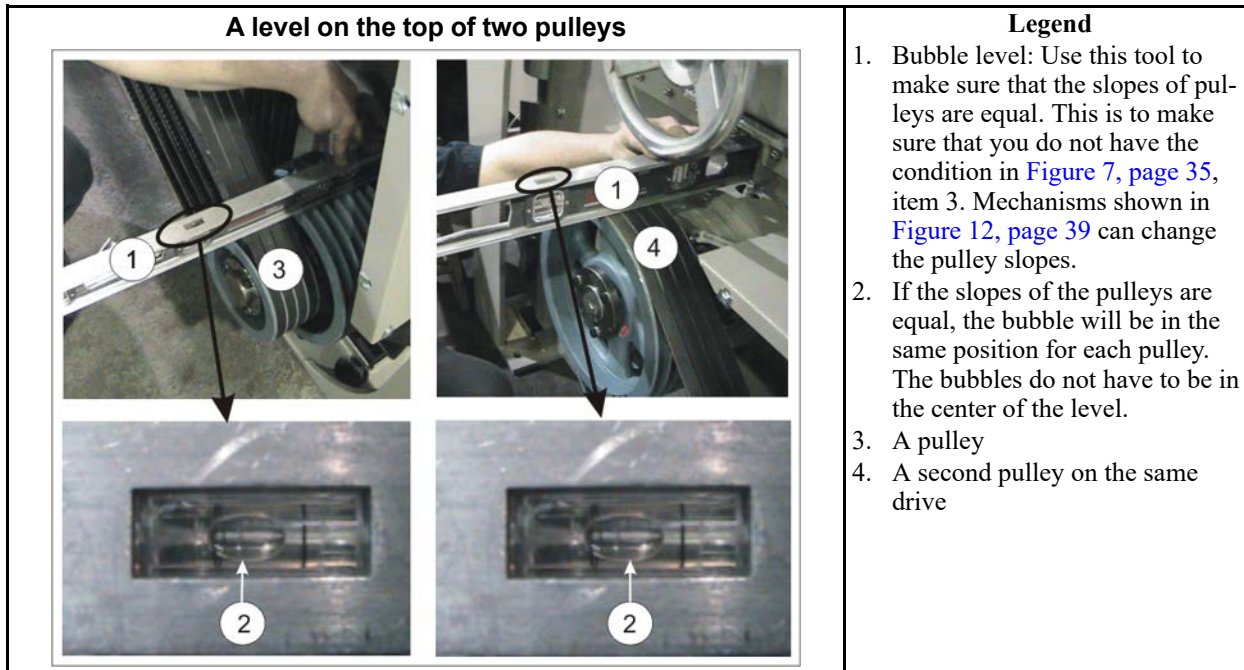 A level on the top of two pulleys
1
3
1
4
2
2
Legend
1. Bubble level: Use this tool to
make sure that the slopes of pul-
leys are equal. This is to make
sure that you do not have the
condition in Figure 7, page 35,
item 3. Mechanisms shown in
Figure 12, page 39 can change
the pulley slopes.
2. If the slopes of the pulleys are
equal, the bubble will be in the
same position for each pulley.
The bubbles do not have to be in
the center of the level.
3. A pulley
4. A second pulley on the same
drive